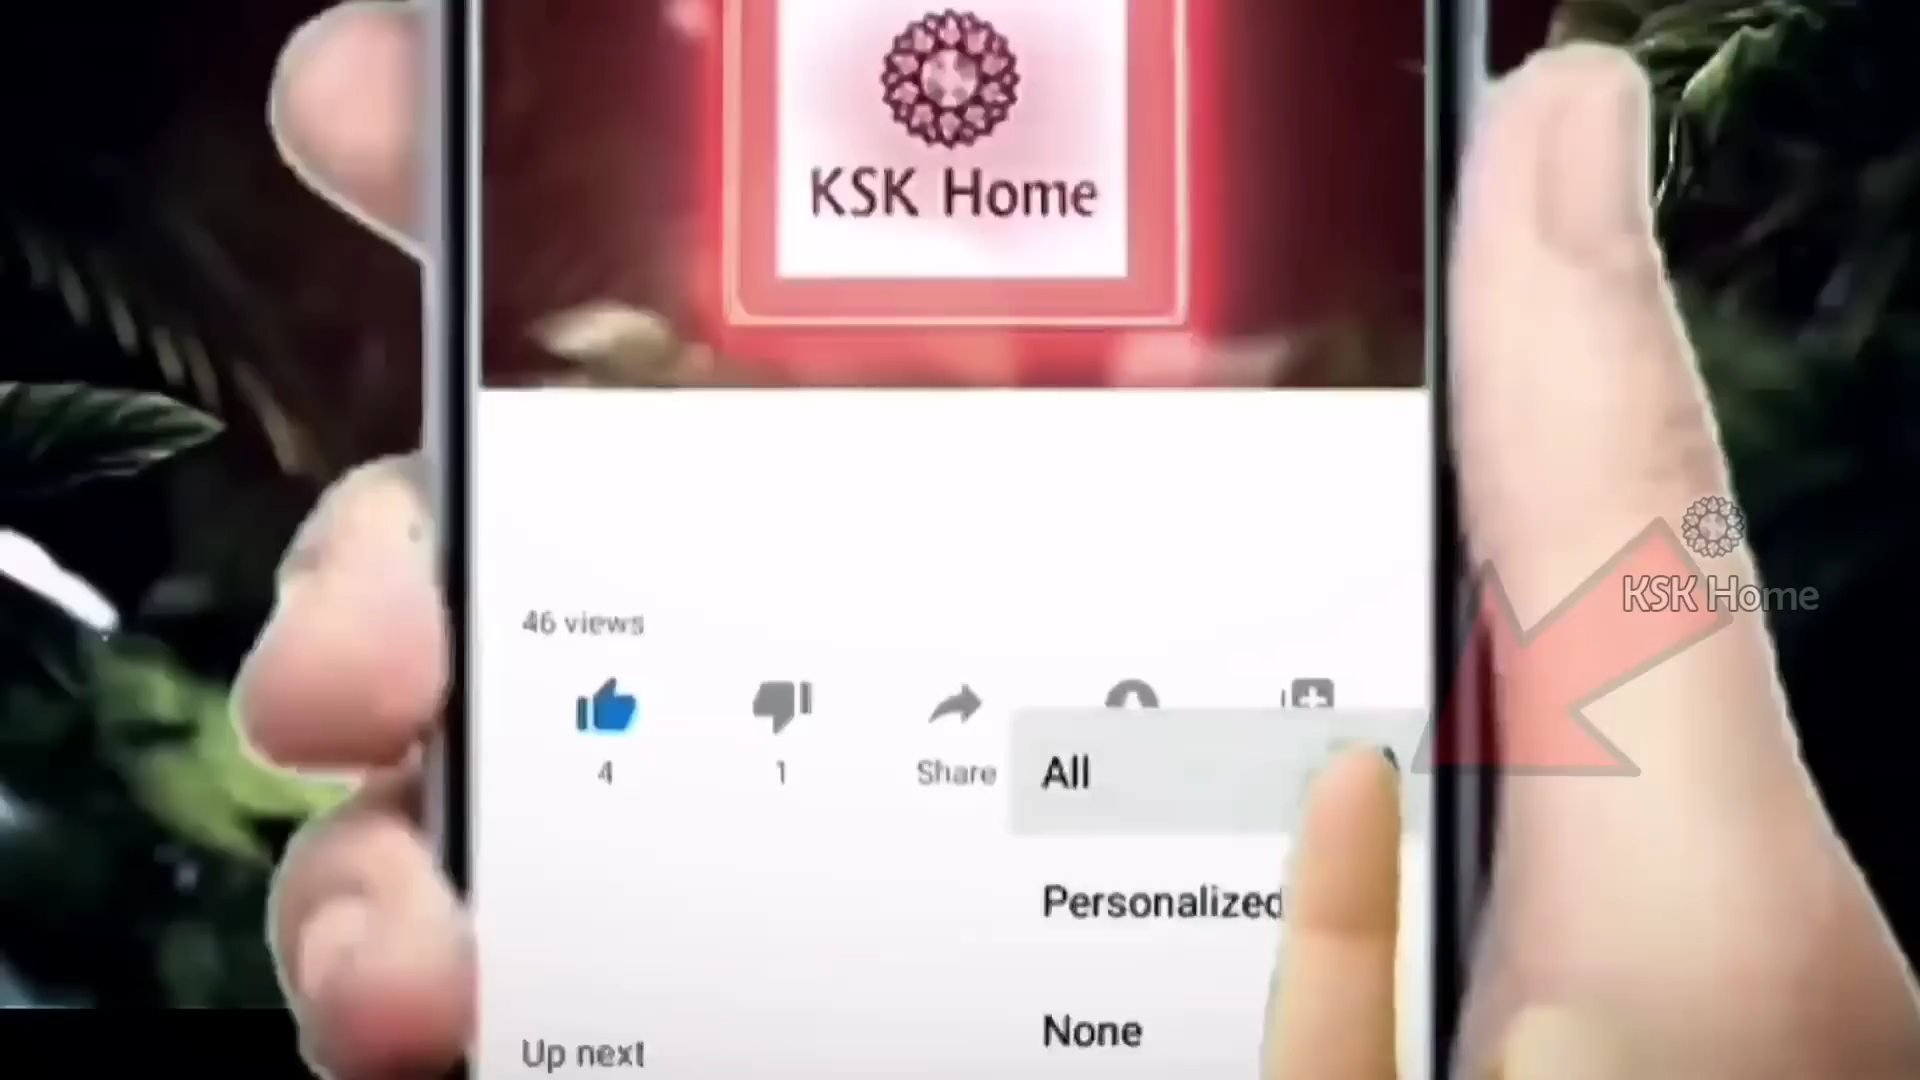 KSK Home
46 views
4
1
Share
All
Personalized
None
Up next
KSK Home